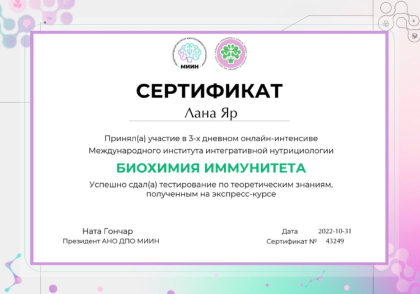 МИИН
СЕРТИФИКАТ
Лана Яр
Принял(а) участие в 3-х дневном онлайн-интенсиве
Международного института интегративной нутрициологии
БИОХИМИЯ ИММУНИТЕТА
Успешно сдал(а) тестирование по теоретическим знаниям,
полученным на экспресс-курсе
Ната Гончар Дата 2022-10-31
Президент АНО ДПО МИИН Сертификат № 43249